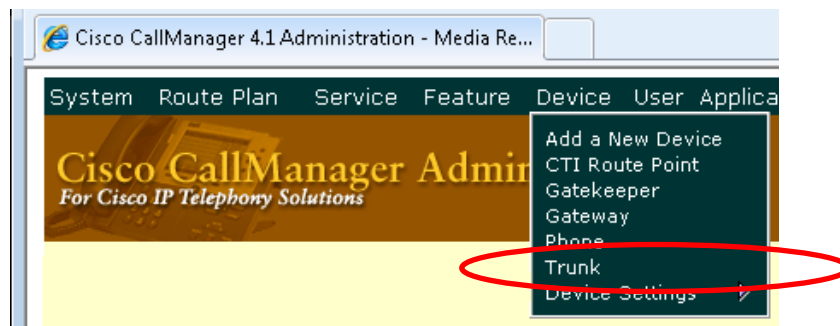 Cisco CallManager 4.1 Administration - Media Re...
System Route Plan Service Feature Device User Applica
Cisco CallManager Admin
For Cisco IP Telephony Solutions
Add a New Device
CTI Route Point
Gatekeeper
Gateway
Phone
Trunk
Device Settings